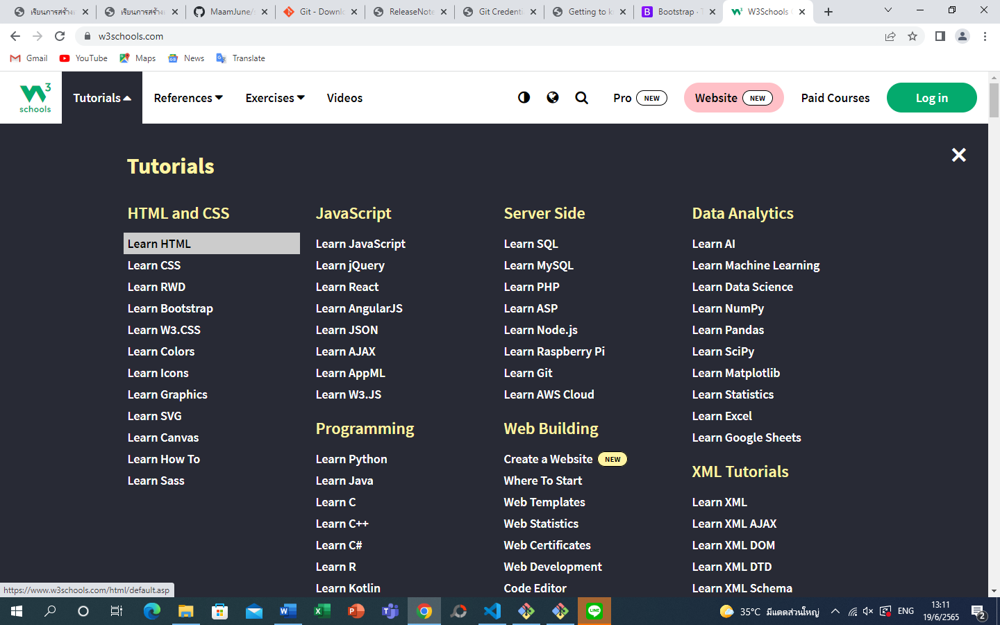 เรียนการสร้าง
เรียนการสร้าง
MaamJune/
Git - Downlo
ReleaseNote
Git Credenti
Getting to k
Bootstrap · T
W3Schools
w3schools.com
Gmail
YouTube
Maps
News
Translate
W3
schools
Tutorials
References
Exercises
Videos
Pro NEW
Website NEW
Paid Courses
Log in
Tutorials
HTML and CSS
Learn HTML
Learn CSS
Learn RWD
Learn Bootstrap
Learn W3.CSS
Learn Colors
Learn Icons
Learn Graphics
Learn SVG
Learn Canvas
Learn How To
Learn Sass
JavaScript
Learn JavaScript
Learn jQuery
Learn React
Learn AngularJS
Learn JSON
Learn AJAX
Learn AppML
Learn W3.JS
Programming
Learn Python
Learn Java
Learn C
Learn C++
Learn C#
Learn R
Learn Kotlin
Server Side
Learn SQL
Learn MySQL
Learn PHP
Learn ASP
Learn Node.js
Learn Raspberry Pi
Learn Git
Learn AWS Cloud
Web Building
Create a Website NEW
Where To Start
Web Templates
Web Statistics
Web Certificates
Web Development
Code Editor
Data Analytics
Learn AI
Learn Machine Learning
Learn Data Science
Learn NumPy
Learn Pandas
Learn SciPy
Learn Matplotlib
Learn Statistics
Learn Excel
Learn Google Sheets
XML Tutorials
Learn XML
Learn XML AJAX
Learn XML DOM
Learn XML DTD
Learn XML Schema
https://www.w3schools.com/html/default.asp
35°C มีแดดส่วนใหญ่
ENG
13:11
19/6/2565
2